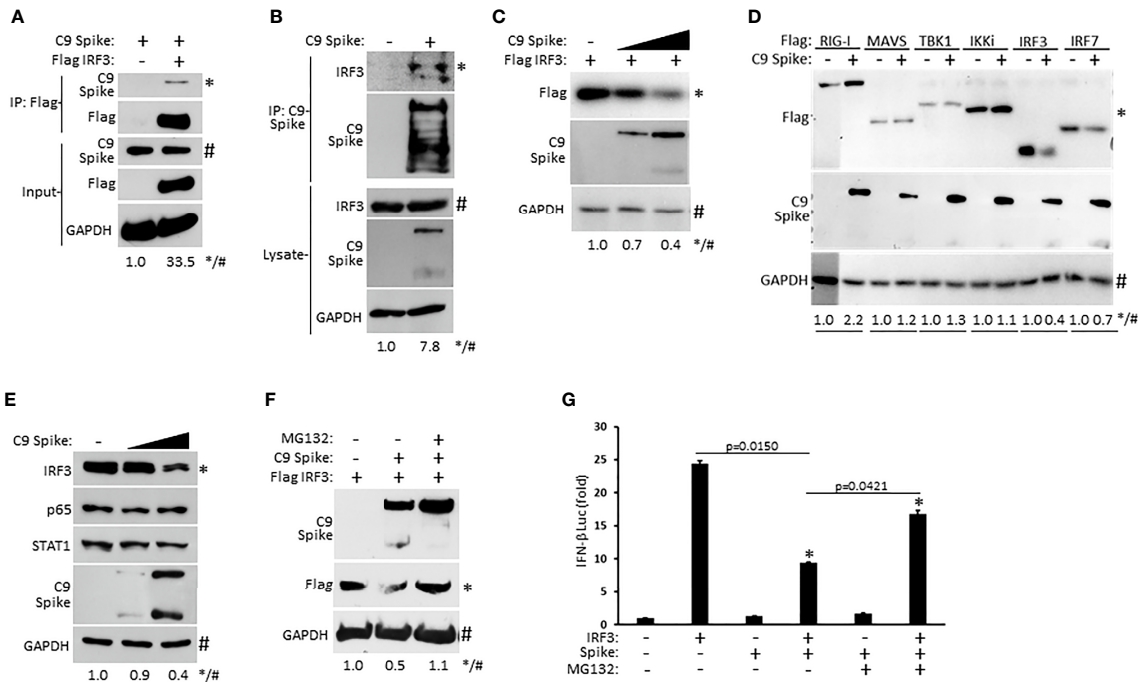 A
C9 Spike: + +
Flag IRF3: - +
IP: Flag
C9 Spike *
Flag
Input
C9 Spike #
Flag
GAPDH
1.0 33.5 */#
B
C9 Spike: - +
IP: C9 Spike
IRF3 *
C9 Spike
Lysate
IRF3 #
C9 Spike
GAPDH
1.0 7.8 */#
C
C9 Spike: -
Flag IRF3: + + +
Flag *
C9 Spike
GAPDH #
1.0 0.7 0.4 */#
D
Flag: RIG-I MAVS TBK1 IKKi IRF3 IRF7
C9 Spike: - + - + - + - + - + - +
Flag *
C9 Spike
GAPDH #
1.0 2.2 1.0 1.2 1.0 1.3 1.0 1.1 1.0 0.4 1.0 0.7 */#
E
C9 Spike: -
IRF3 *
p65
STAT1
C9 Spike
GAPDH #
1.0 0.9 0.4 */#
F
MG132: - - +
C9 Spike: - + +
Flag IRF3: + + +
C9 Spike
Flag *
GAPDH #
1.0 0.5 1.1 */#
G
IFN-β Luc (fold)
30
25
20
15
10
5
0
p=0.0150
p=0.0421
* *
IRF3: - + - + - +
Spike: - - + + + +
MG132: - - - - + +